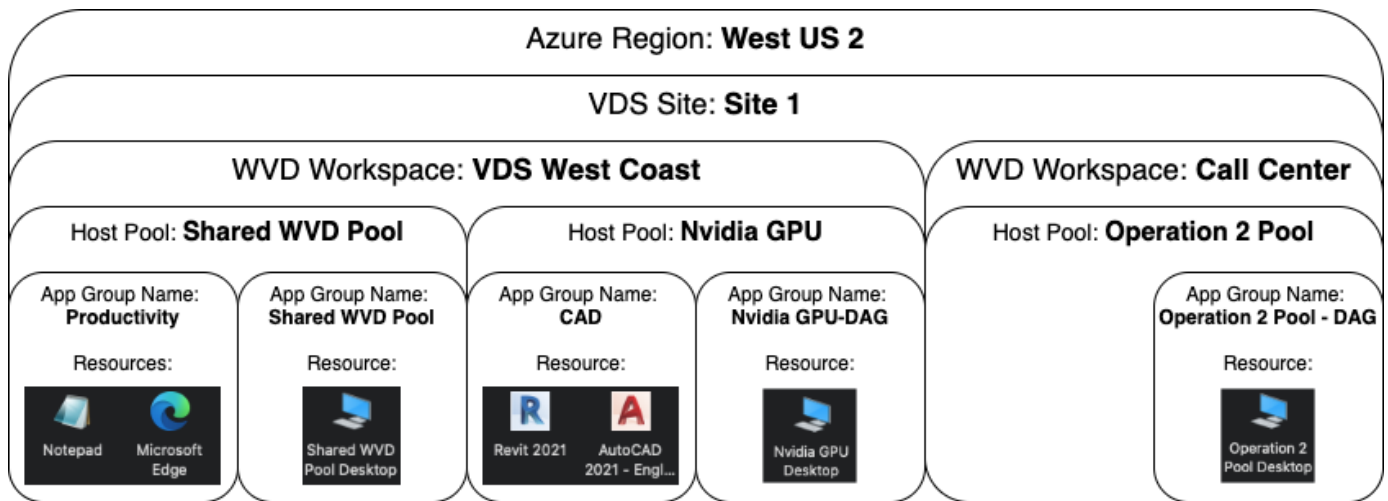 Azure Region: West US 2
VDS Site: Site 1
WVD Workspace: VDS West Coast
WVD Workspace: Call Center
Host Pool: Shared WVD Pool
Host Pool: Nvidia GPU
Host Pool: Operation 2 Pool
App Group Name:
Productivity
Resources:
Notepad
Microsoft
Edge
App Group Name:
Shared WVD Pool
Resource:
Shared WVD
Pool Desktop
App Group Name:
CAD
Resources:
R
Revit 2021
A
AutoCAD
2021 - Engl...
App Group Name:
Nvidia GPU-DAG
Resource:
Nvidia GPU
Desktop
App Group Name:
Operation 2 Pool - DAG
Resource:
Operation 2
Pool Desktop